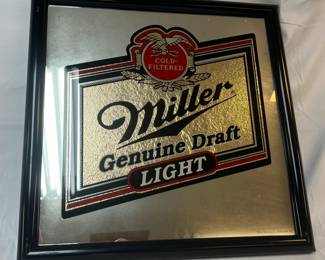 COLD-
FILTERED
Miller
Genuine Draft
LIGHT